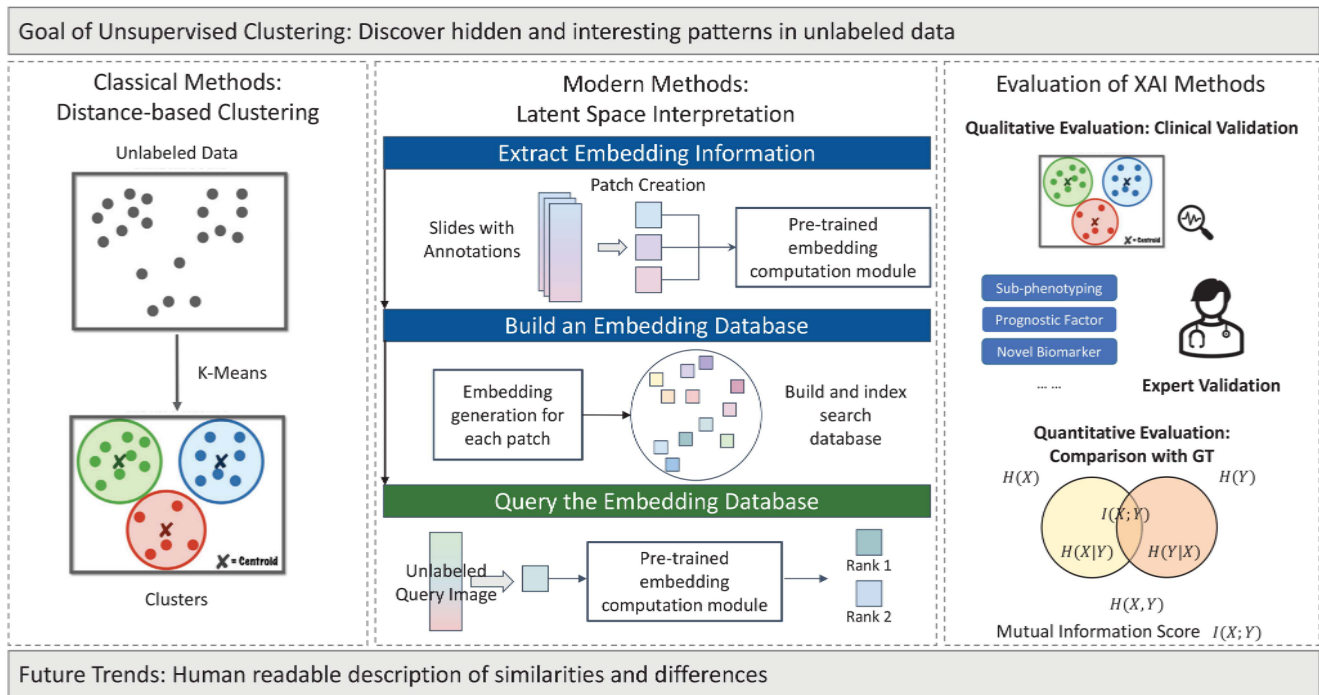 Goal of Unsupervised Clustering: Discover hidden and interesting patterns in unlabeled data
Classical Methods:
Distance-based Clustering
Unlabeled Data
K-Means
X = Centroid
Clusters
Modern Methods:
Latent Space Interpretation
Extract Embedding Information
Patch Creation
Slides with
Annotations
Pre-trained
embedding
computation module
Build an Embedding Database
Embedding
generation for
each patch
Build and index
search
database
Query the Embedding Database
Unlabeled
Query Image
Pre-trained
embedding
computation module
Rank 1
Rank 2
Evaluation of XAI Methods
Qualitative Evaluation: Clinical Validation
X = Centroid
Sub-phenotyping
Prognostic Factor
Novel Biomarker
... ...
Expert Validation
Quantitative Evaluation:
Comparison with GT
H(X)
H(Y)
I(X;Y)
H(X|Y)
H(Y|X)
H(X,Y)
Mutual Information Score I(X;Y)
Future Trends: Human readable description of similarities and differences